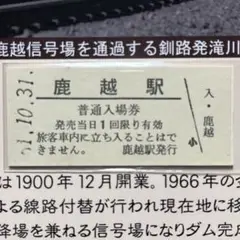 鹿越信号場を通過する釧路発滝川
1.10.31.
鹿越駅
普通入場券
発売当日1回限り有効
旅客車内に立ち入ることは
できません。 鹿越駅発行
入・鹿越
小
は1900年12月開業。1966年の金
よる線路付替が行われ現在地に移
降場を兼ねる信号場になりダム完成